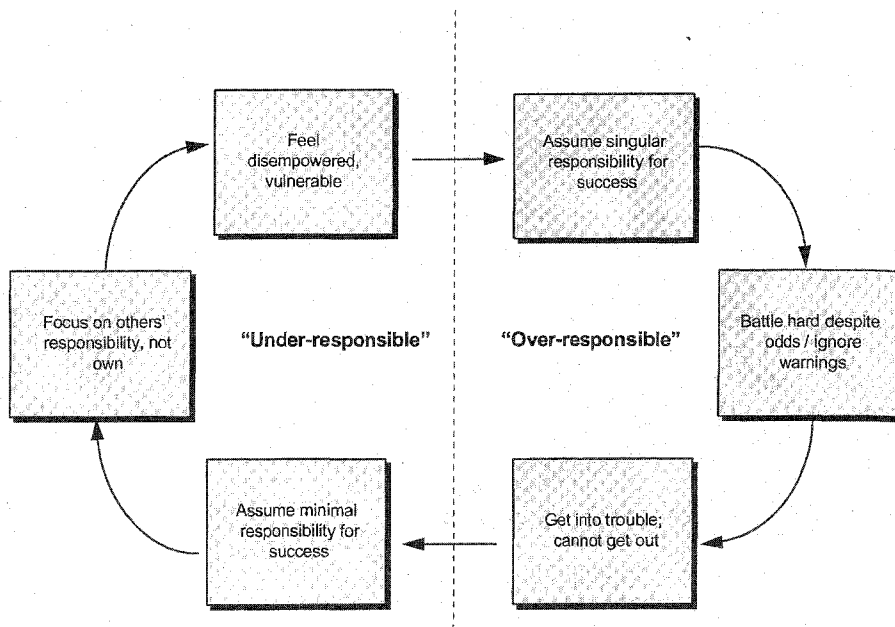 Feel
disempowered,
vulnerable
Assume singular
responsibility for
success
Focus on others'
responsibility, not
own
"Under-responsible"
"Over-responsible"
Battle hard despite
odds / ignore
warnings
Assume minimal
responsibility for
success
Get into trouble;
cannot get out